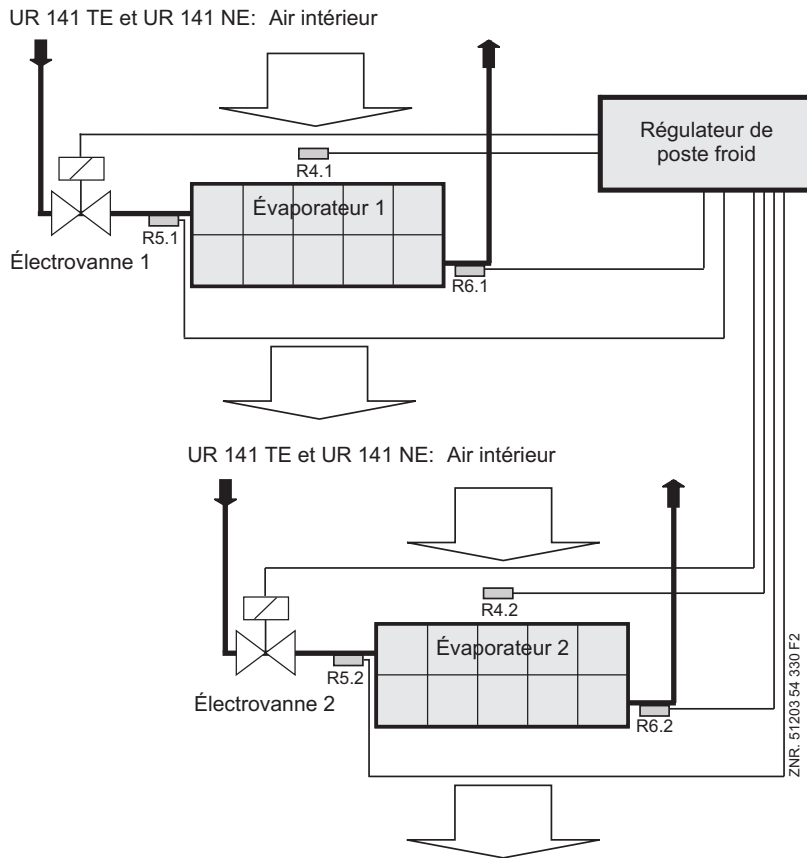 UR 141 TE et UR 141 NE: Air intérieur
Régulateur de
poste froid
R4.1
Évaporateur 1
R5.1
Électrovanne 1
R6.1
UR 141 TE et UR 141 NE: Air intérieur
R4.2
Évaporateur 2
R5.2
Électrovanne 2
R6.2
ZNR. 51203 54 330 F2